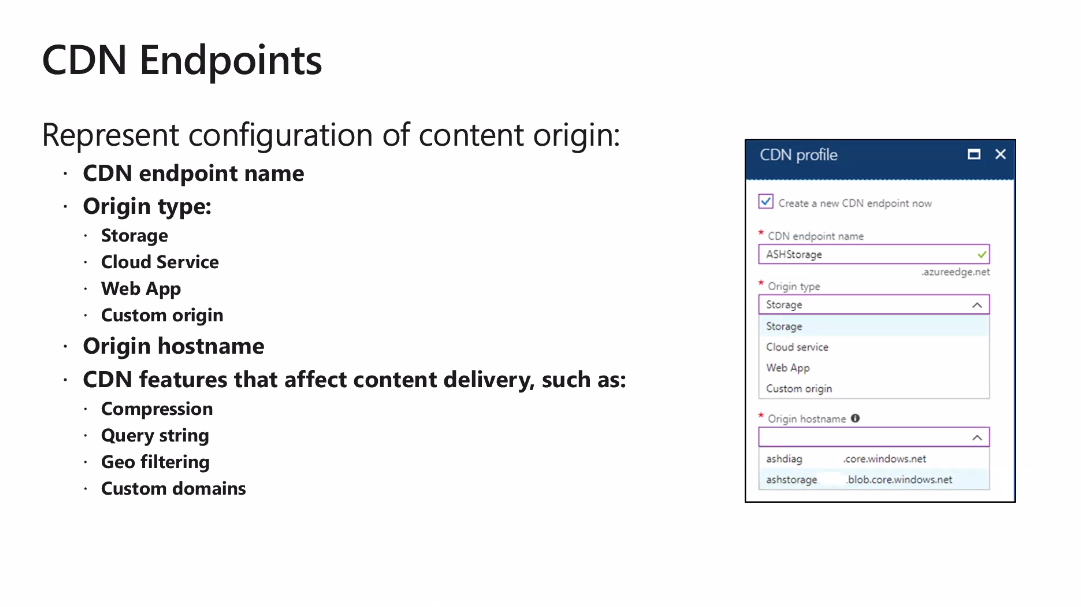 CDN Endpoints
Represent configuration of content origin:
· CDN endpoint name
· Origin type:
· Storage
· Cloud Service
· Web App
· Custom origin
· Origin hostname
· CDN features that affect content delivery, such as:
· Compression
· Query string
· Geo filtering
· Custom domains
CDN profile
Create a new CDN endpoint now
* CDN endpoint name
ASHStorage
.azureedge.net
* Origin type
Storage
Storage
Cloud service
Web App
Custom origin
* Origin hostname
ashdiag .core.windows.net
ashstorage .blob.core.windows.net